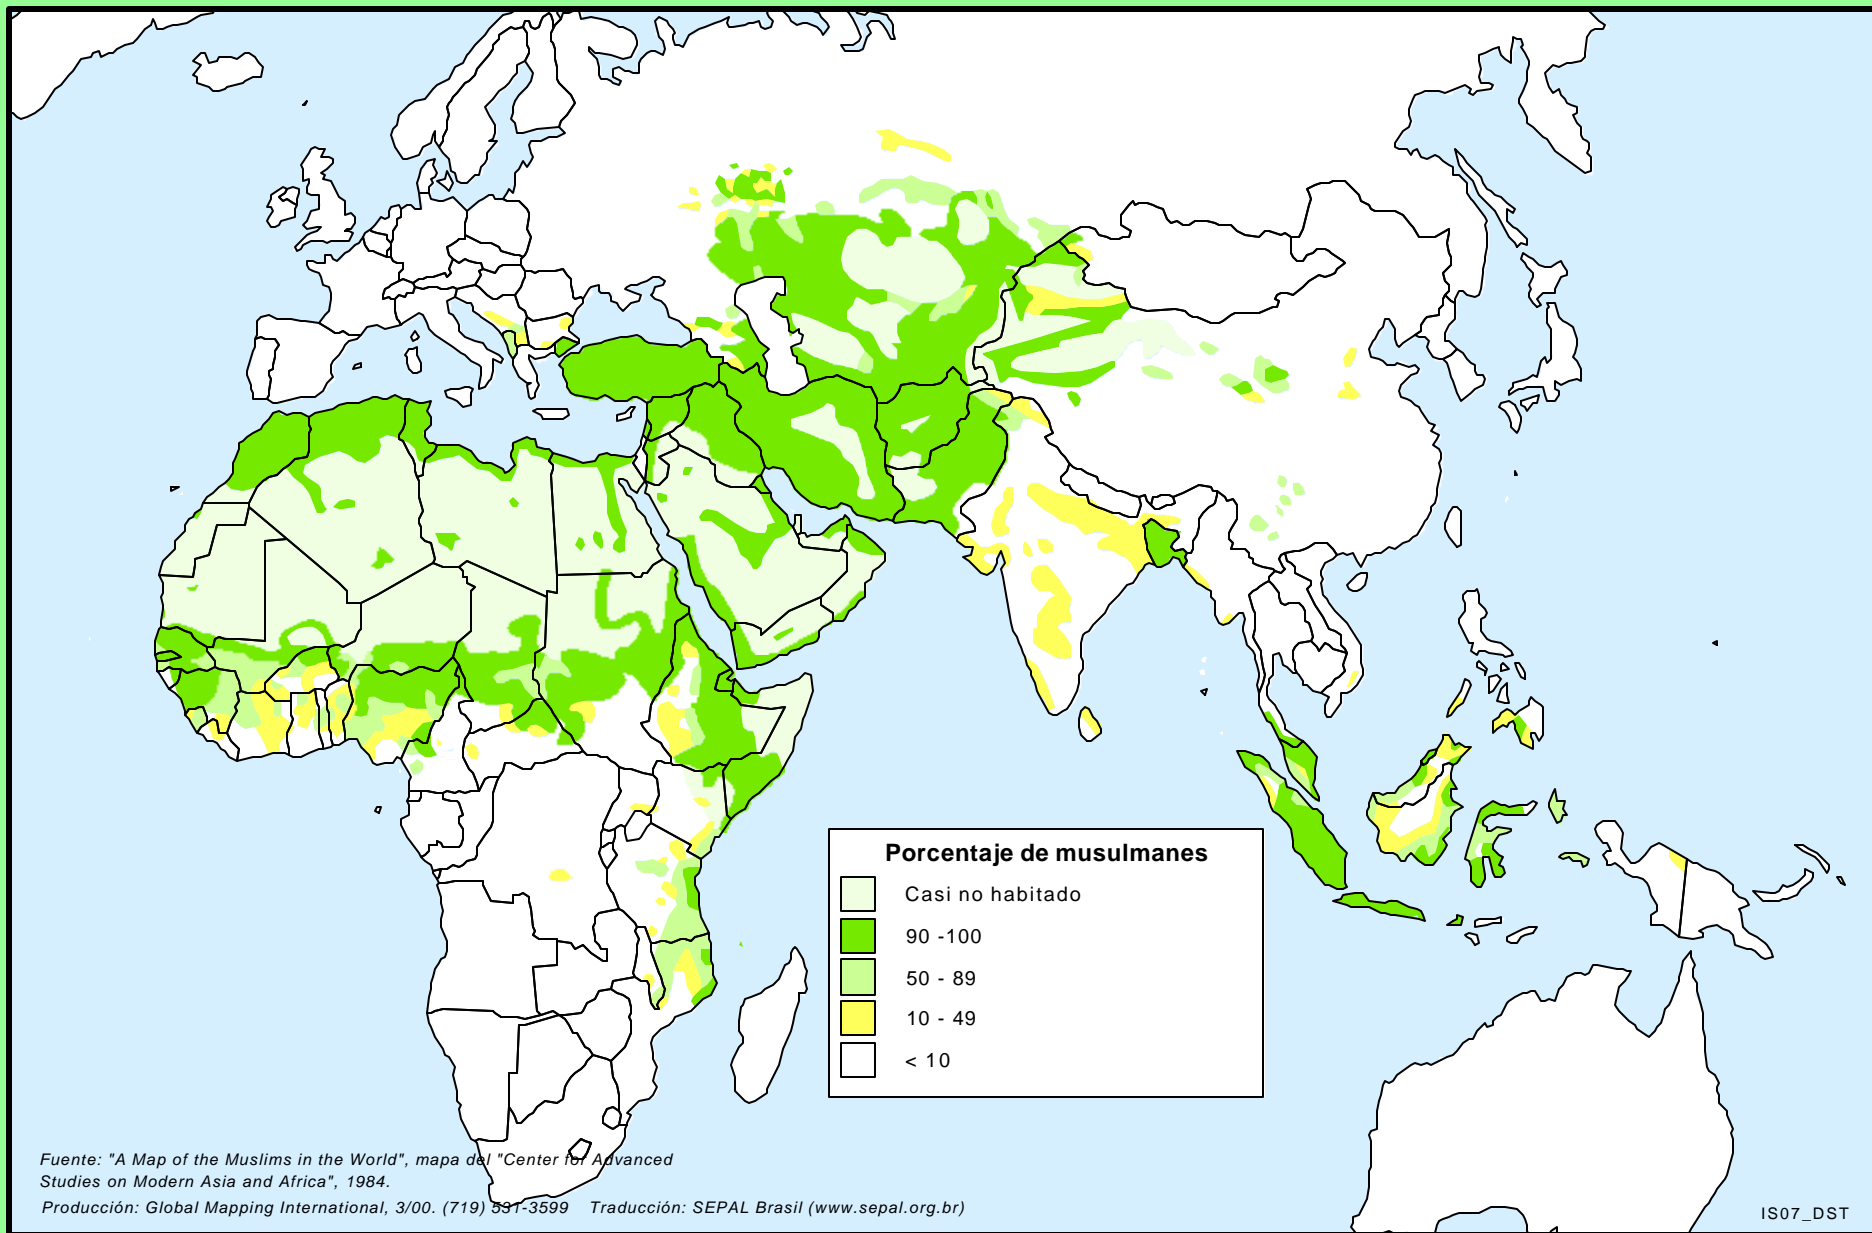 Porcentaje de musulmanes
Casi no habitado
90 -100
50 - 89
10 - 49
< 10
Fuente: "A Map of the Muslims in the World", mapa del "Center for Advanced
Studies on Modern Asia and Africa", 1984.
Producción: Global Mapping International, 3/00. (719) 531-3599 Traducción: SEPAL Brasil (www.sepal.org.br)
IS07_DST